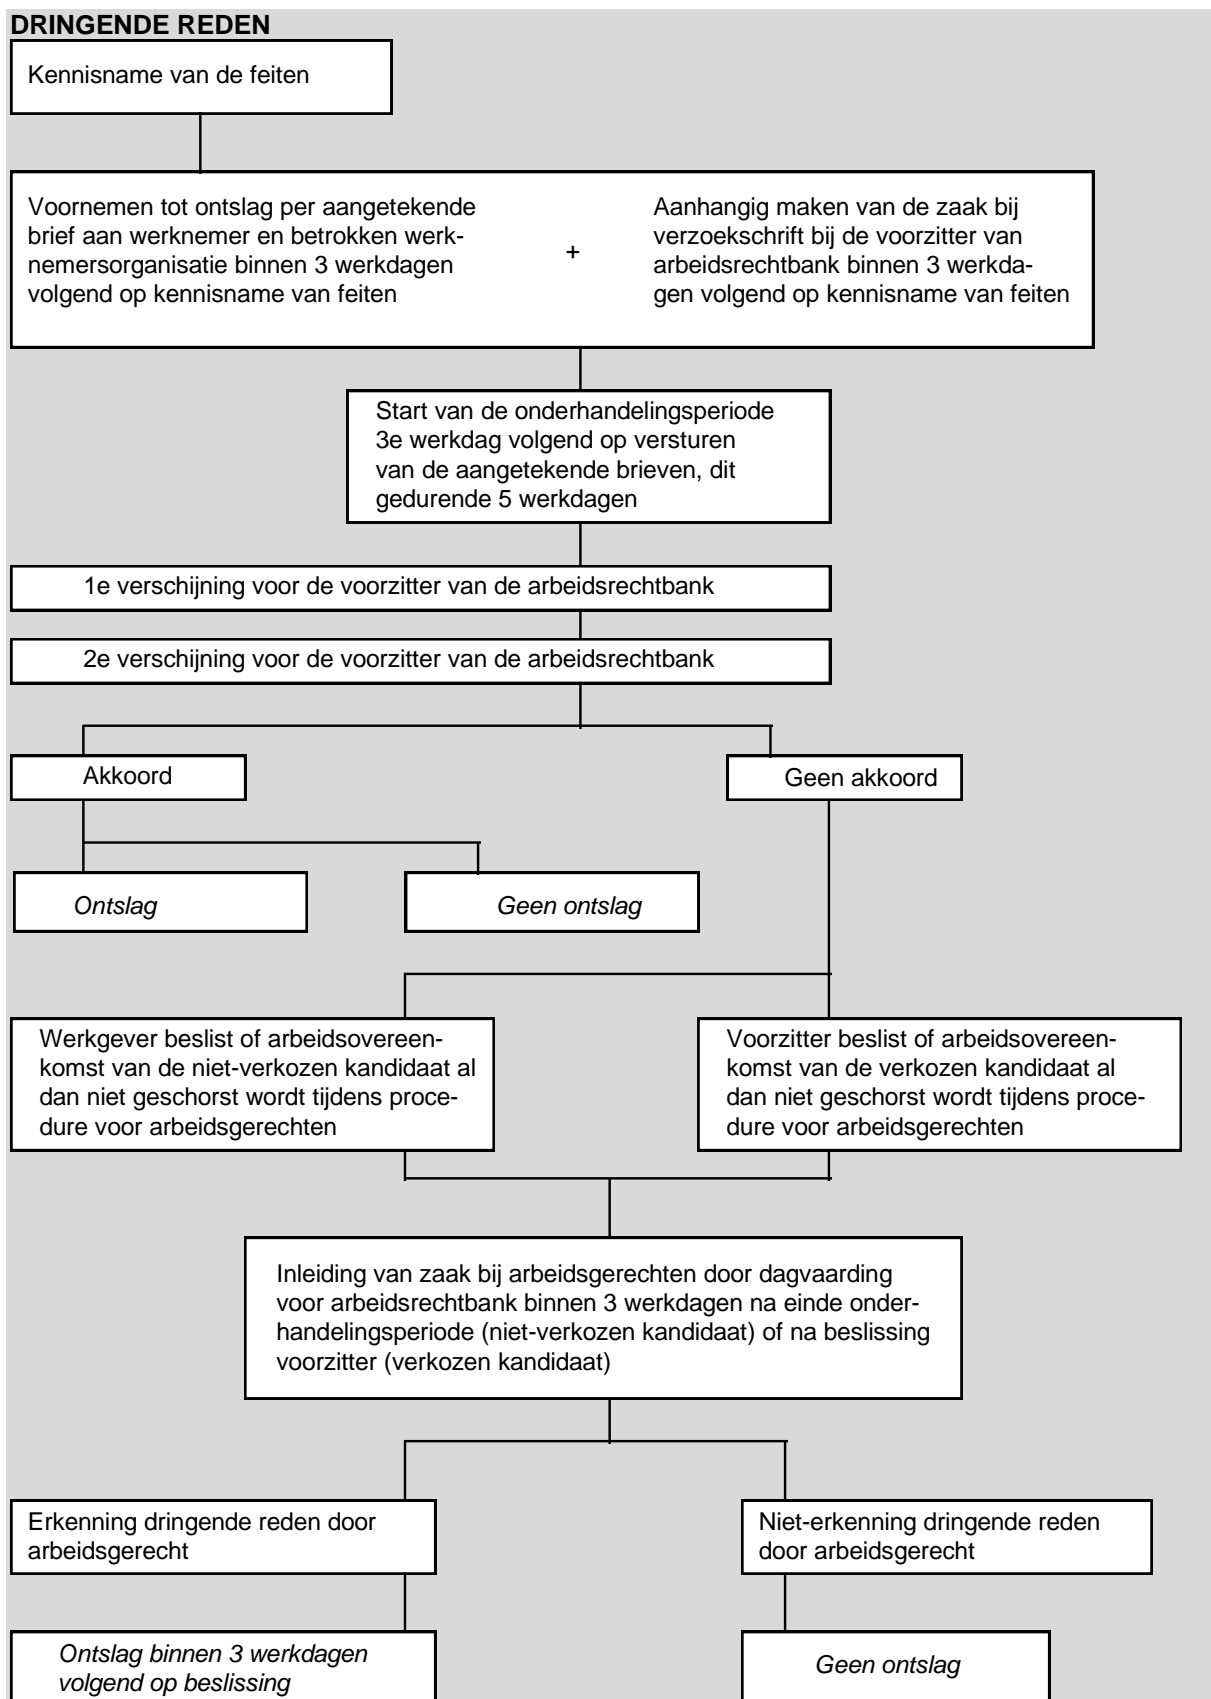 DRINGENDE REDEN
Kennisname van de feiten
Voornemen tot ontslag per aangetekende
brief aan werknemer en betrokken werk-
nemersorganisatie binnen 3 werkdagen
volgend op kennisname van feiten
+
Aanhangig maken van de zaak bij
verzoekschrift bij de voorzitter van
arbeidsrechtbank binnen 3 werkda-
gen volgend op kennisname van feiten
Start van de onderhandelingsperiode
3e werkdag volgend op versturen
van de aangetekende brieven, dit
gedurende 5 werkdagen
1e verschijning voor de voorzitter van de arbeidsrechtbank
2e verschijning voor de voorzitter van de arbeidsrechtbank
Akkoord
Geen akkoord
Ontslag
Geen ontslag
Werkgever beslist of arbeidsovereen-
komst van de niet-verkozen kandidaat al
dan niet geschorst wordt tijdens proce-
dure voor arbeidsgerechten
Voorzitter beslist of arbeidsovereen-
komst van de verkozen kandidaat al
dan niet geschorst wordt tijdens proce-
dure voor arbeidsgerechten
Inleiding van zaak bij arbeidsgerechten door dagvaarding
voor arbeidsrechtbank binnen 3 werkdagen na einde onder-
handelingsperiode (niet-verkozen kandidaat) of na beslissing
voorzitter (verkozen kandidaat)
Erkenning dringende reden door
arbeidsgerecht
Niet-erkenning dringende reden
door arbeidsgerecht
Ontslag binnen 3 werkdagen
volgend op beslissing
Geen ontslag